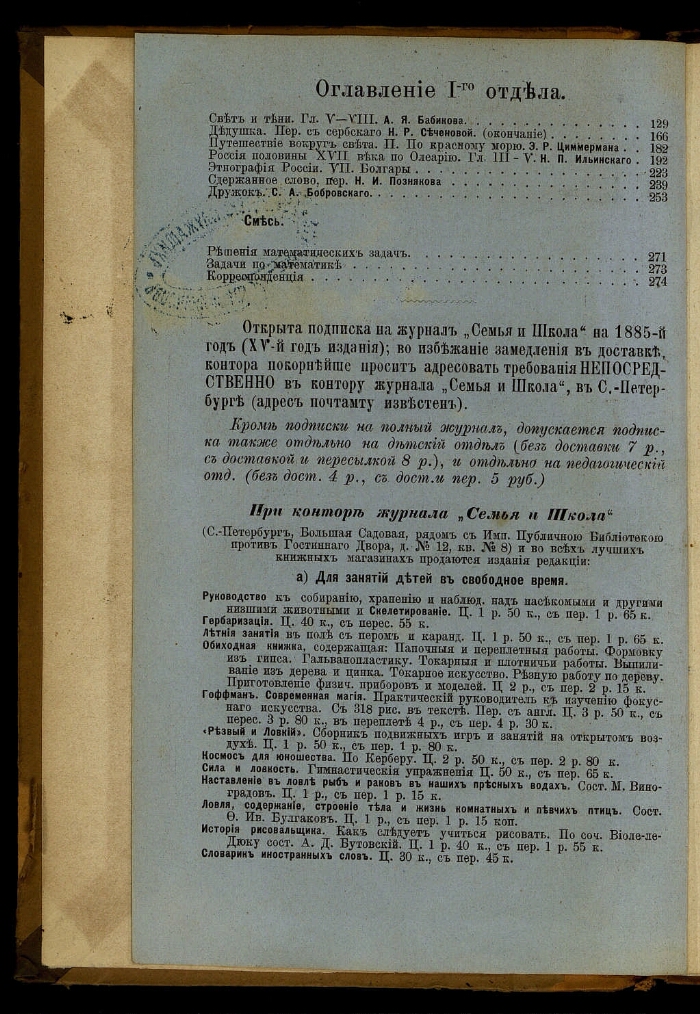 Оглавленіе I-го отдѣла.
Свѣтъ и тѣни. Гл. V—VIII. А. Я. Бабикова. 129
Дѣдушка. Пер. съ сербскаго Н. Р. Сѣченовой. (окончаніе) 166
Путешествіе вокругъ свѣта. II. По красному морю. Э. Р. Циммермана 182
Россія половины XVII вѣка по Олеарію. Гл. III - V. Н. П. Ильинскаго 192
Этнографія Россіи. VII. Болгары 223
Сдержанное слово, пер. Н. И. Познякова 239
Дружокъ. С. А. Бобровскаго. 253
Смѣсь.
Рѣшенія математическихъ задачъ. 271
Задачи по математикѣ 273
Корреспонденція 274
Открыта подписка на журналъ „Семья и Школа“ на 1885-й
годъ (XV-й годъ изданія); во избѣжаніе замедленія въ доставкѣ,
контора покорнѣйше проситъ адресовать требованія НЕПОСРЕД-
СТВЕННО въ контору журнала „Семья и Школа“, въ С.-Петер-
бургѣ (адресъ почтамту извѣстенъ).
Кромѣ подписки на полный журналъ, допускается подпис-
ка также отдѣльно на дѣтскій отдѣлъ (безъ доставки 7 р.,
съ доставкой и пересылкой 8 р.), и отдѣльно на педагогическій
отд. (безъ дост. 4 р., съ дост.и пер. 5 руб.)
При конторѣ журнала „Семья и Школа“
(С.-Петербургъ, Большая Садовая, рядомъ съ Имп. Публичною Библіотекою
противъ Гостиннаго Двора, д. № 12, кв. № 8) и во всѣхъ лучшихъ
книжныхъ магазинахъ продаются изданія редакціи:
а) Для занятій дѣтей въ свободное время.
Руководство къ собиранію, храненію и наблюд. надъ насѣкомыми и другими
низшими животными и Скелетированіе. Ц. 1 р. 50 к., съ пер. 1 р. 65 к.
Гербаризація. Ц. 40 к., съ перес. 55 к.
Лѣтнія занятія въ полѣ съ перомъ и каранд. Ц. 1 р. 50 к., съ пер. 1 р. 65 к.
Обиходная книжка, содержащая: Папочныя и переплетныя работы. Формовку
изъ гипса. Гальванопластику. Токарныя и плотничьи работы. Выпили-
ваніе изъ дерева и цинка. Токарное искусство. Рѣзную работу по дереву.
Приготовленіе физич. приборовъ и моделей. Ц 2 р., съ пер. 2 р. 15 к.
Гоффманъ. Современная магія. Практическій руководитель къ изученію фокус-
наго искусства. Съ 318 рис. въ текстѣ. Пер. съ англ. Ц. 3 р. 50 к., съ
перес. 3 р. 80 к., въ переплетѣ 4 р., съ пер. 4 р. 30 к.
«Рѣзвый и Ловкій». Сборникъ подвижныхъ игръ и занятій на открытомъ воз-
духѣ. Ц. 1 р. 50 к., съ пер. 1 р. 80 к.
Космосъ для юношества. По Керберу. Ц. 2 р. 50 к., съ пер. 2 р. 80 к.
Сила и ловкость. Гимнастическія упражненія Ц. 50 к., съ пер. 65 к.
Наставленіе въ ловлѣ рыбъ и раковъ въ нашихъ прѣсныхъ водахъ. Сост. М. Вино-
градовъ. Ц. 1 р., съ пер. 1 р. 15 к.
Ловля, содержаніе, строеніе тѣла и жизнь комнатныхъ и пѣвчихъ птицъ. Сост.
Ѳ. Ив. Булгаковъ. Ц. 1 р., съ пер. 1 р. 15 коп.
Исторія рисовальщика. Какъ слѣдуетъ учиться рисовать. По соч. Віоле-ле-
Дюку сост. А. Д. Бутовскій. Ц. 1 р. 40 к., съ пер. 1 р. 55 к.
Словарикъ иностранныхъ словъ. Ц. 30 к., съ пер. 45 к.